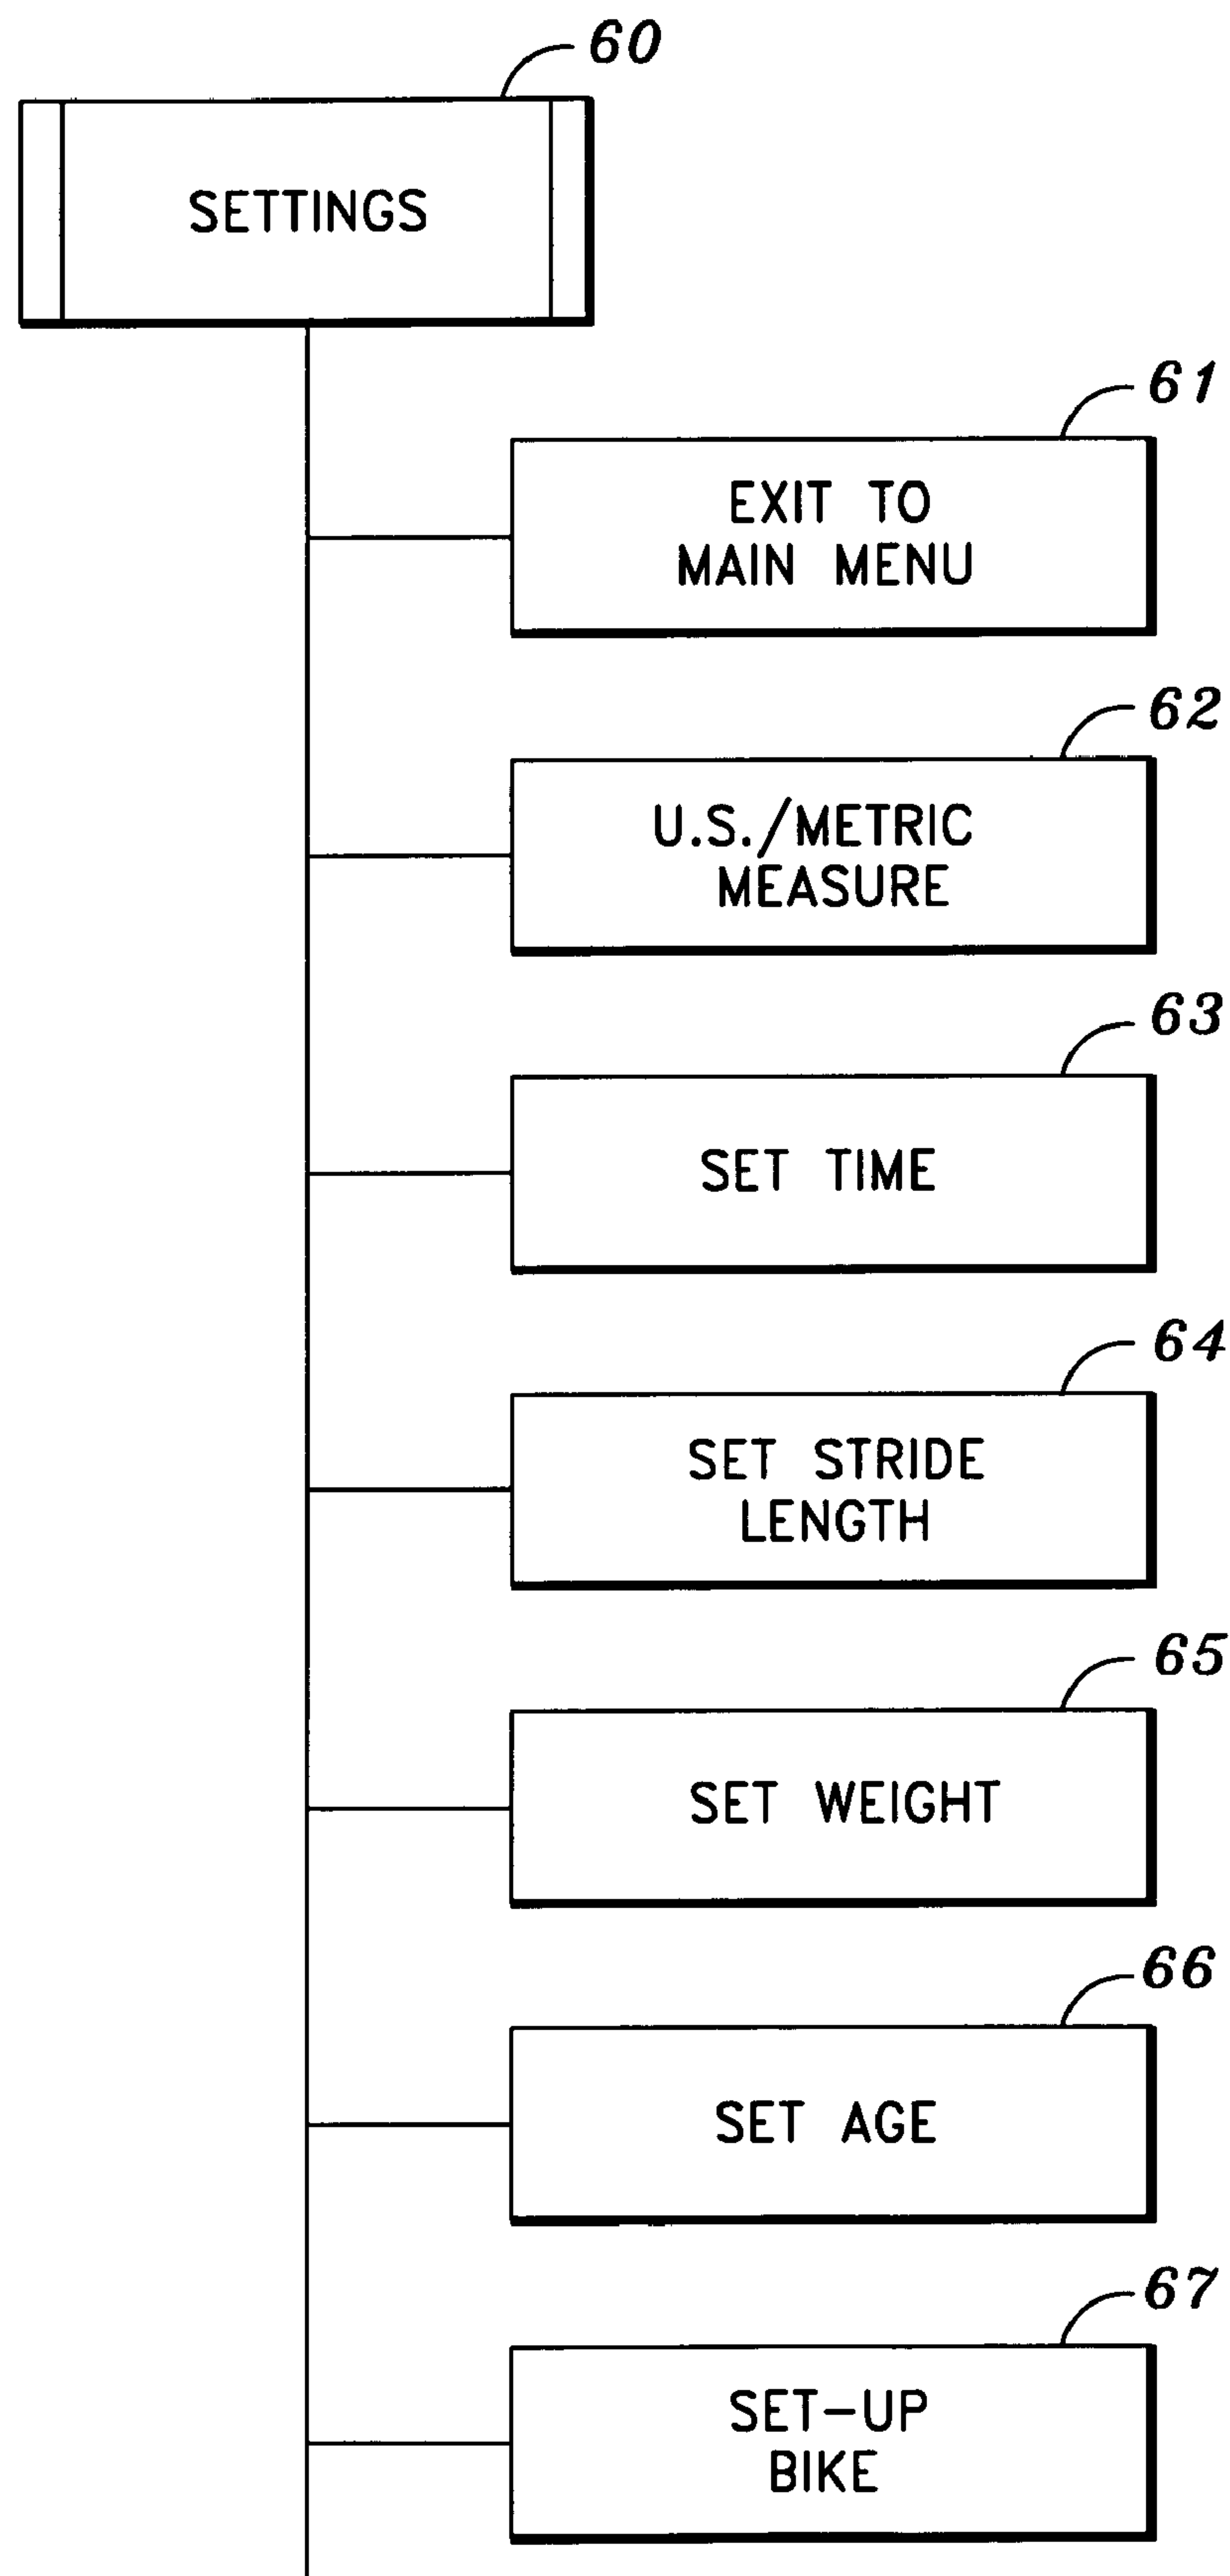 60
SETTINGS
61
EXIT TO
MAIN MENU
62
U.S./METRIC
MEASURE
63
SET TIME
64
SET STRIDE
LENGTH
65
SET WEIGHT
66
SET AGE
67
SET-UP
BIKE